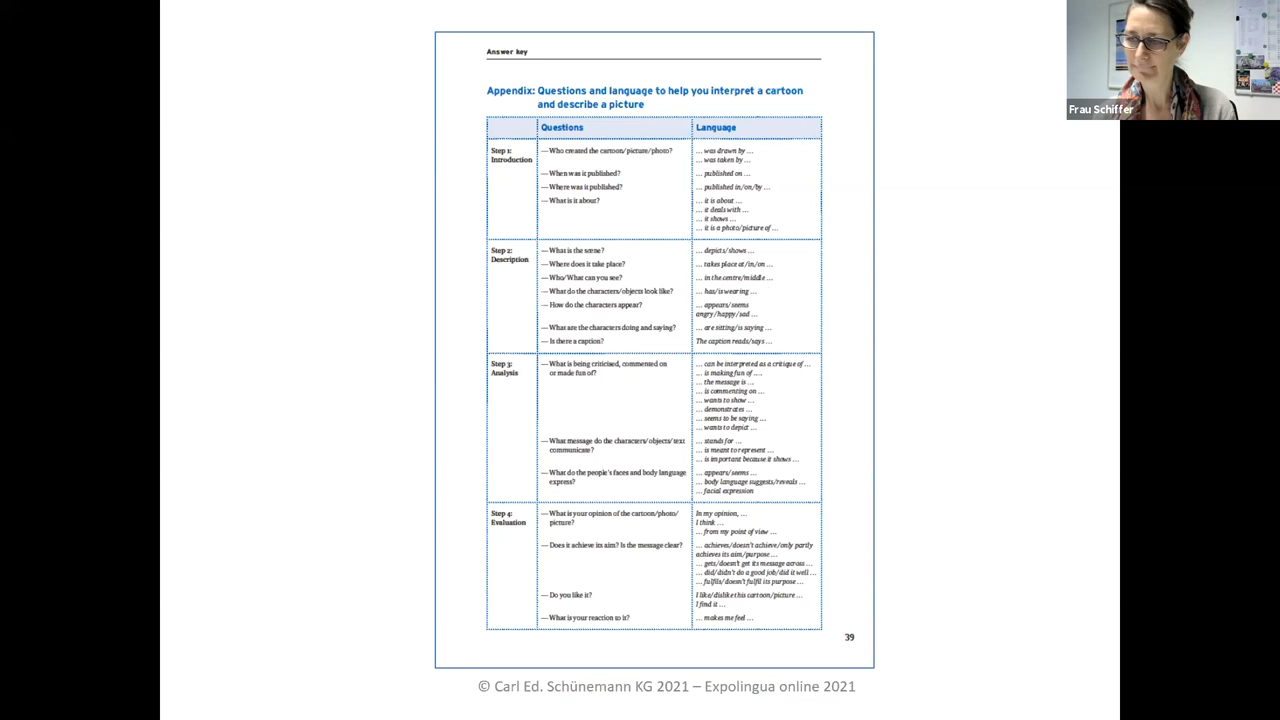 Answer key
Appendix: Questions and language to help you interpret a cartoon
and describe a picture
Questions
Language
Step 1:
Introduction
— Who created the cartoon/picture/photo?
... was drawn by ...
... was taken by ...
— When was it published?
... published on ...
— Where was it published?
... published in/on/by ...
— What is it about?
... it is about ...
... it deals with ...
... it shows ...
... it is a photo/picture of ...
Step 2:
Description
— What is the scene?
... depicts/shows ...
— Where does it take place?
... takes place at/in/on ...
— Who/What can you see?
... in the centre/middle ...
— What do the characters/objects look like?
... has/is wearing ...
— How do the characters appear?
... appears/seems
angry/happy/sad ...
— What are the characters doing and saying?
... are sitting/is saying ...
— Is there a caption?
The caption reads/says ...
Step 3:
Analysis
— What is being criticised, commented on
or made fun of?
... can be interpreted as a critique of ...
... is making fun of ....
... the message is ...
... is commenting on ...
... wants to show ...
... demonstrates ...
... seems to be saying ...
... wants to depict ...
— What message do the characters/objects/text
communicate?
... stands for ...
... is meant to represent ...
... is important because it shows ...
— What do the people's faces and body language
express?
... appears/seems ...
... body language suggests/reveals ...
... facial expression
Step 4:
Evaluation
— What is your opinion of the cartoon/photo/
picture?
In my opinion, ...
I think ...
... from my point of view ...
— Does it achieve its aim? Is the message clear?
... achieves/doesn't achieve/only partly
achieves its aim/purpose ...
... gets/doesn't get its message across ...
... did/didn't do a good job/did it well ...
... fulfils/doesn't fulfil its purpose ...
— Do you like it?
I like/dislike this cartoon/picture ...
I find it ...
— What is your reaction to it?
... makes me feel ...
39
© Carl Ed. Schünemann KG 2021 – Expolingua online 2021
Frau Schiffer